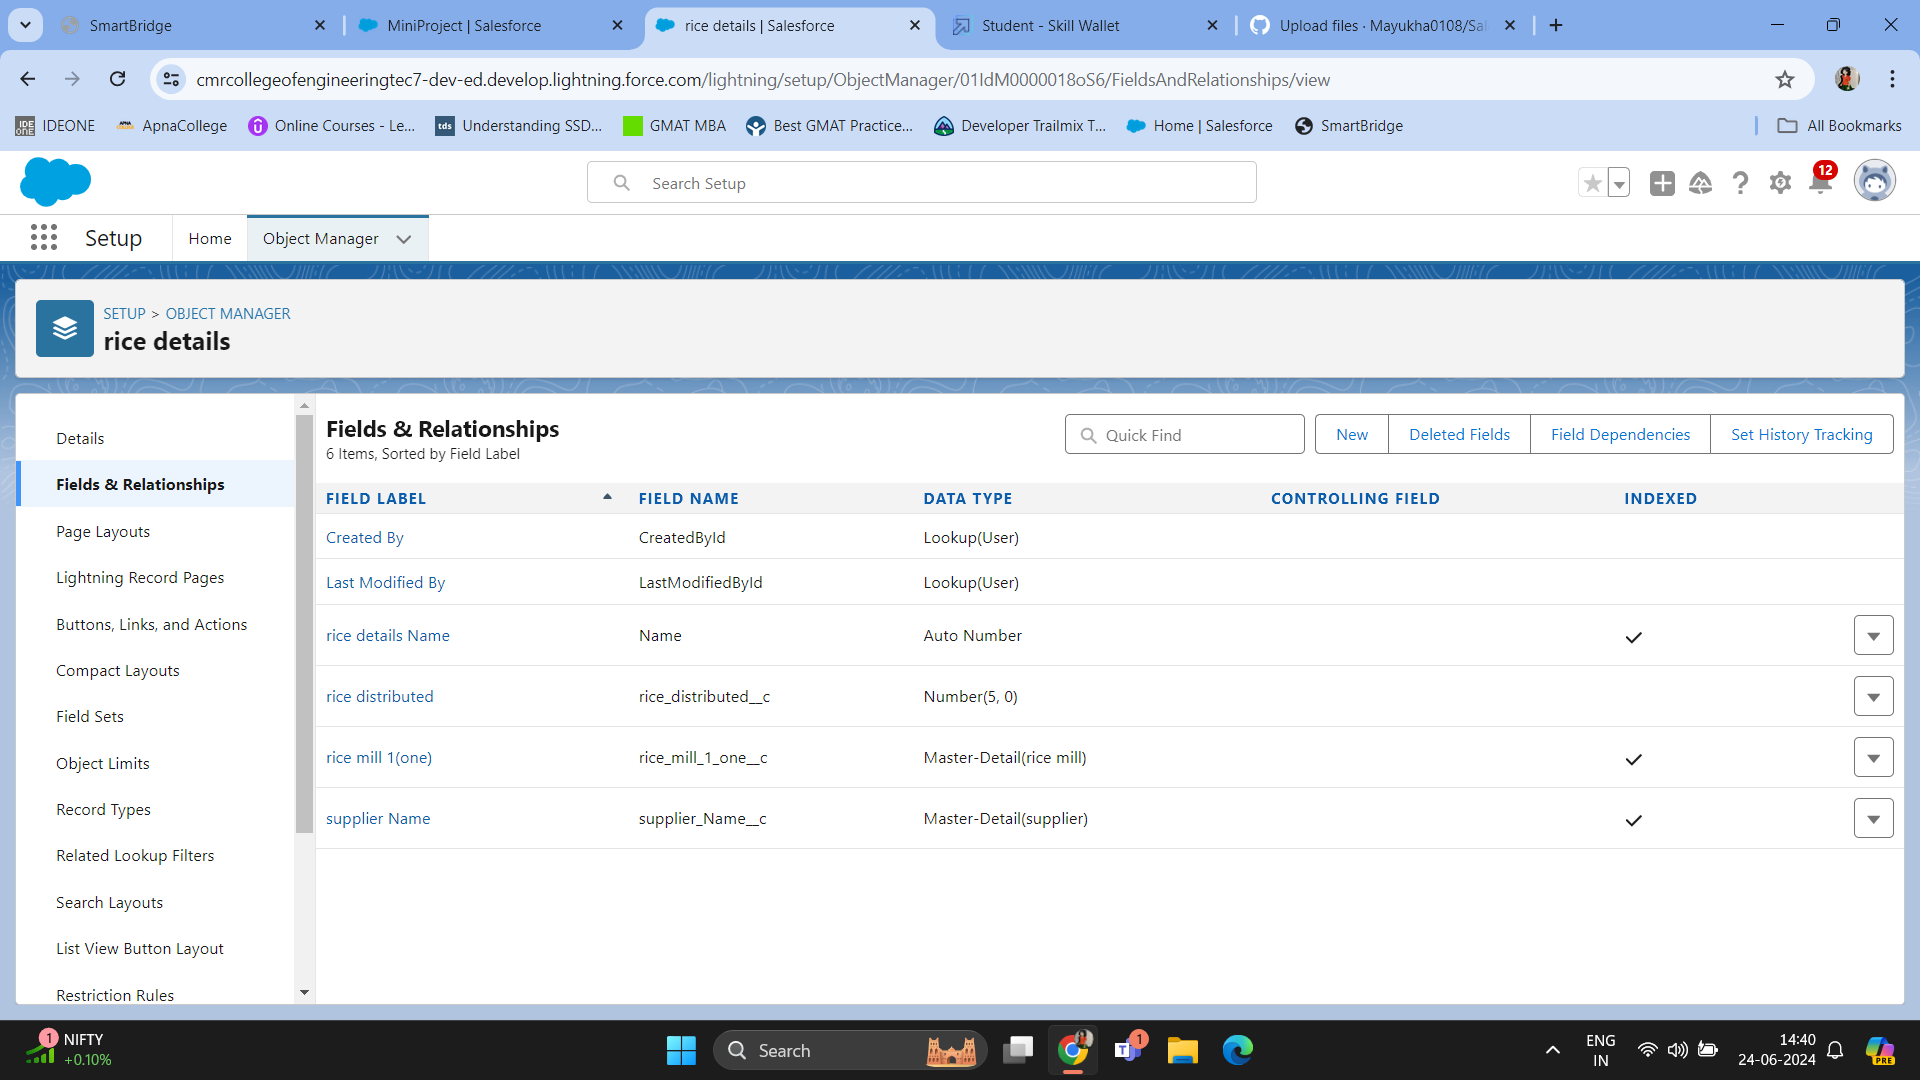 SmartBridge
MiniProject | Salesforce
rice details | Salesforce
Student - Skill Wallet
Upload files · Mayukha0108/Sal
cmrcollegeofengineeringtec7-dev-ed.develop.lightning.force.com/lightning/setup/ObjectManager/01IdM0000018oS6/FieldsAndRelationships/view
IDEONE
ApnaCollege
Online Courses - Le...
tds
Understanding SSD...
GMAT MBA
Best GMAT Practice...
Developer Trailmix T...
Home | Salesforce
SmartBridge
All Bookmarks
Search Setup
12
Setup
Home
Object Manager
SETUP > OBJECT MANAGER
rice details
Details
Fields & Relationships
Page Layouts
Lightning Record Pages
Buttons, Links, and Actions
Compact Layouts
Field Sets
Object Limits
Record Types
Related Lookup Filters
Search Layouts
List View Button Layout
Restriction Rules
Fields & Relationships
6 Items, Sorted by Field Label
Quick Find
New
Deleted Fields
Field Dependencies
Set History Tracking
FIELD LABEL FIELD NAME DATA TYPE CONTROLLING FIELD INDEXED
Created By CreatedById Lookup(User)
Last Modified By LastModifiedById Lookup(User)
rice details Name Name Auto Number
rice distributed rice_distributed__c Number(5, 0)
rice mill 1(one) rice_mill_1_one__c Master-Detail(rice mill)
supplier Name supplier_Name__c Master-Detail(supplier)
1
NIFTY
+0.10%
Search
1
ENG
IN
14:40
24-06-2024
PRE